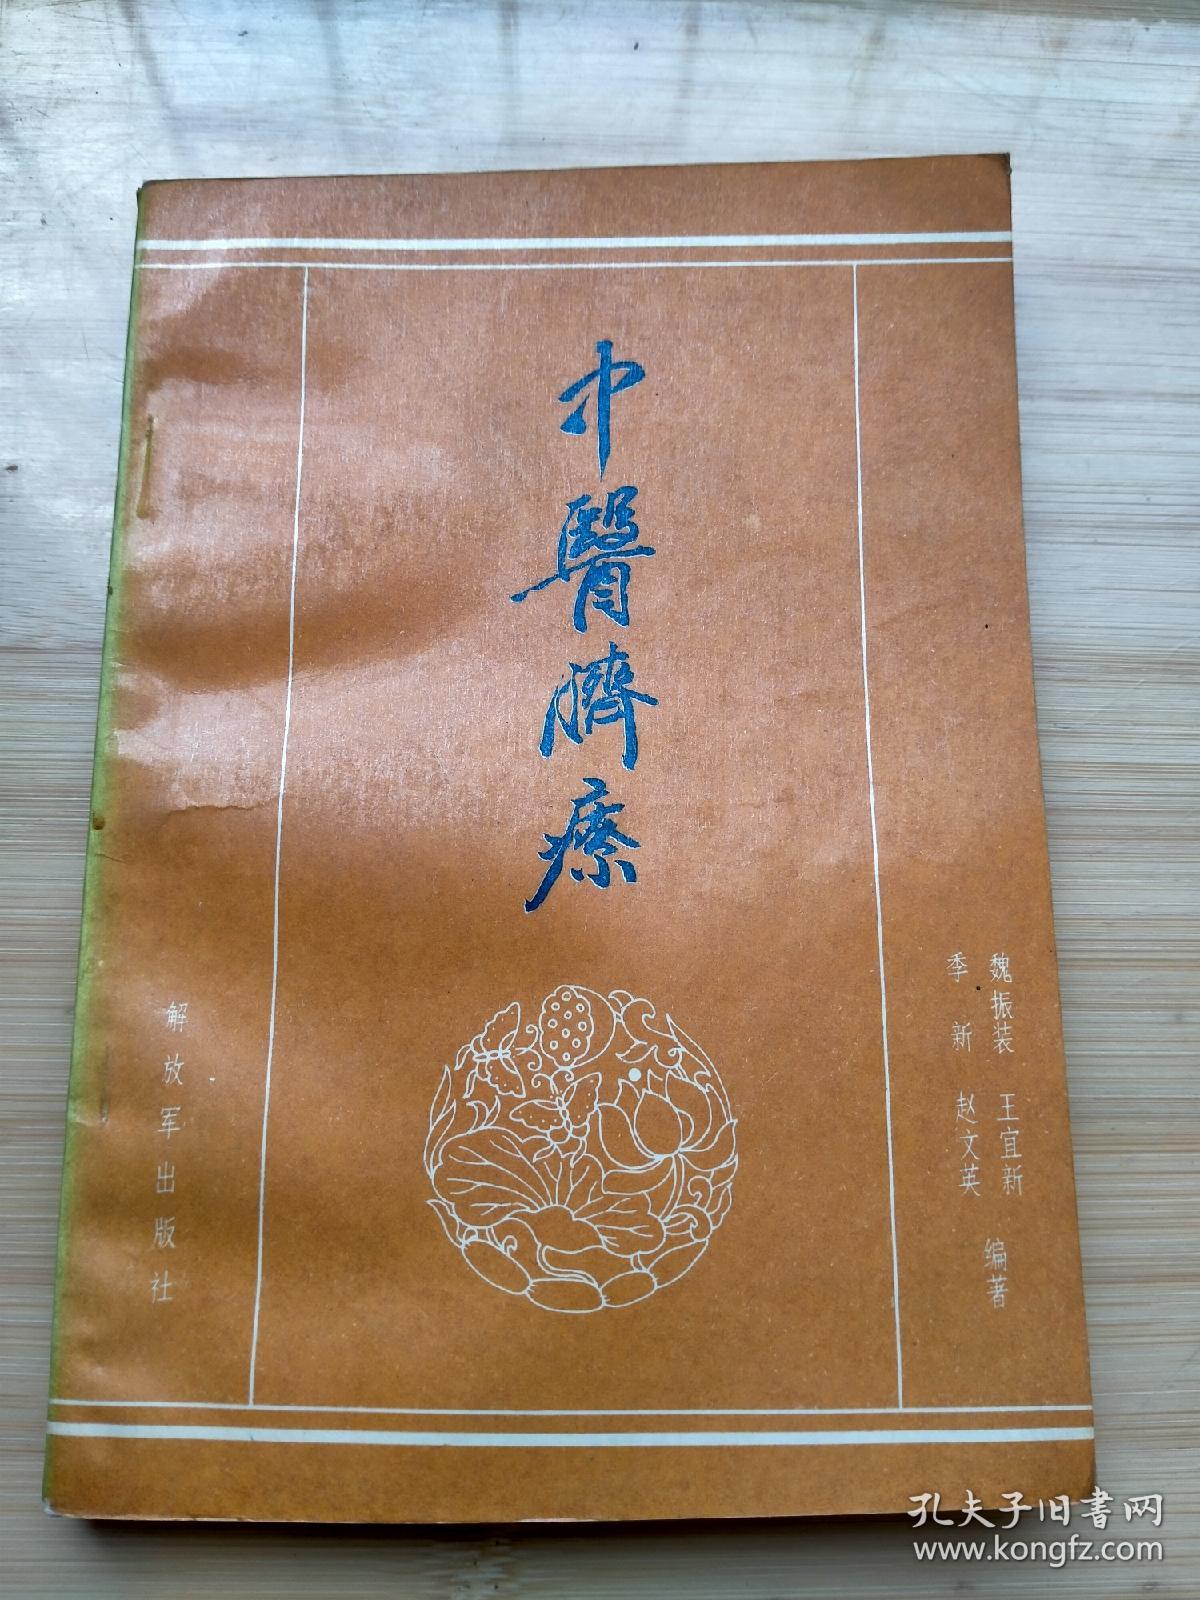 中醫臍療
魏振装 王宜新
季新 赵文英
编著
解放军出版社
孔夫子旧书网
www.kongfz.com